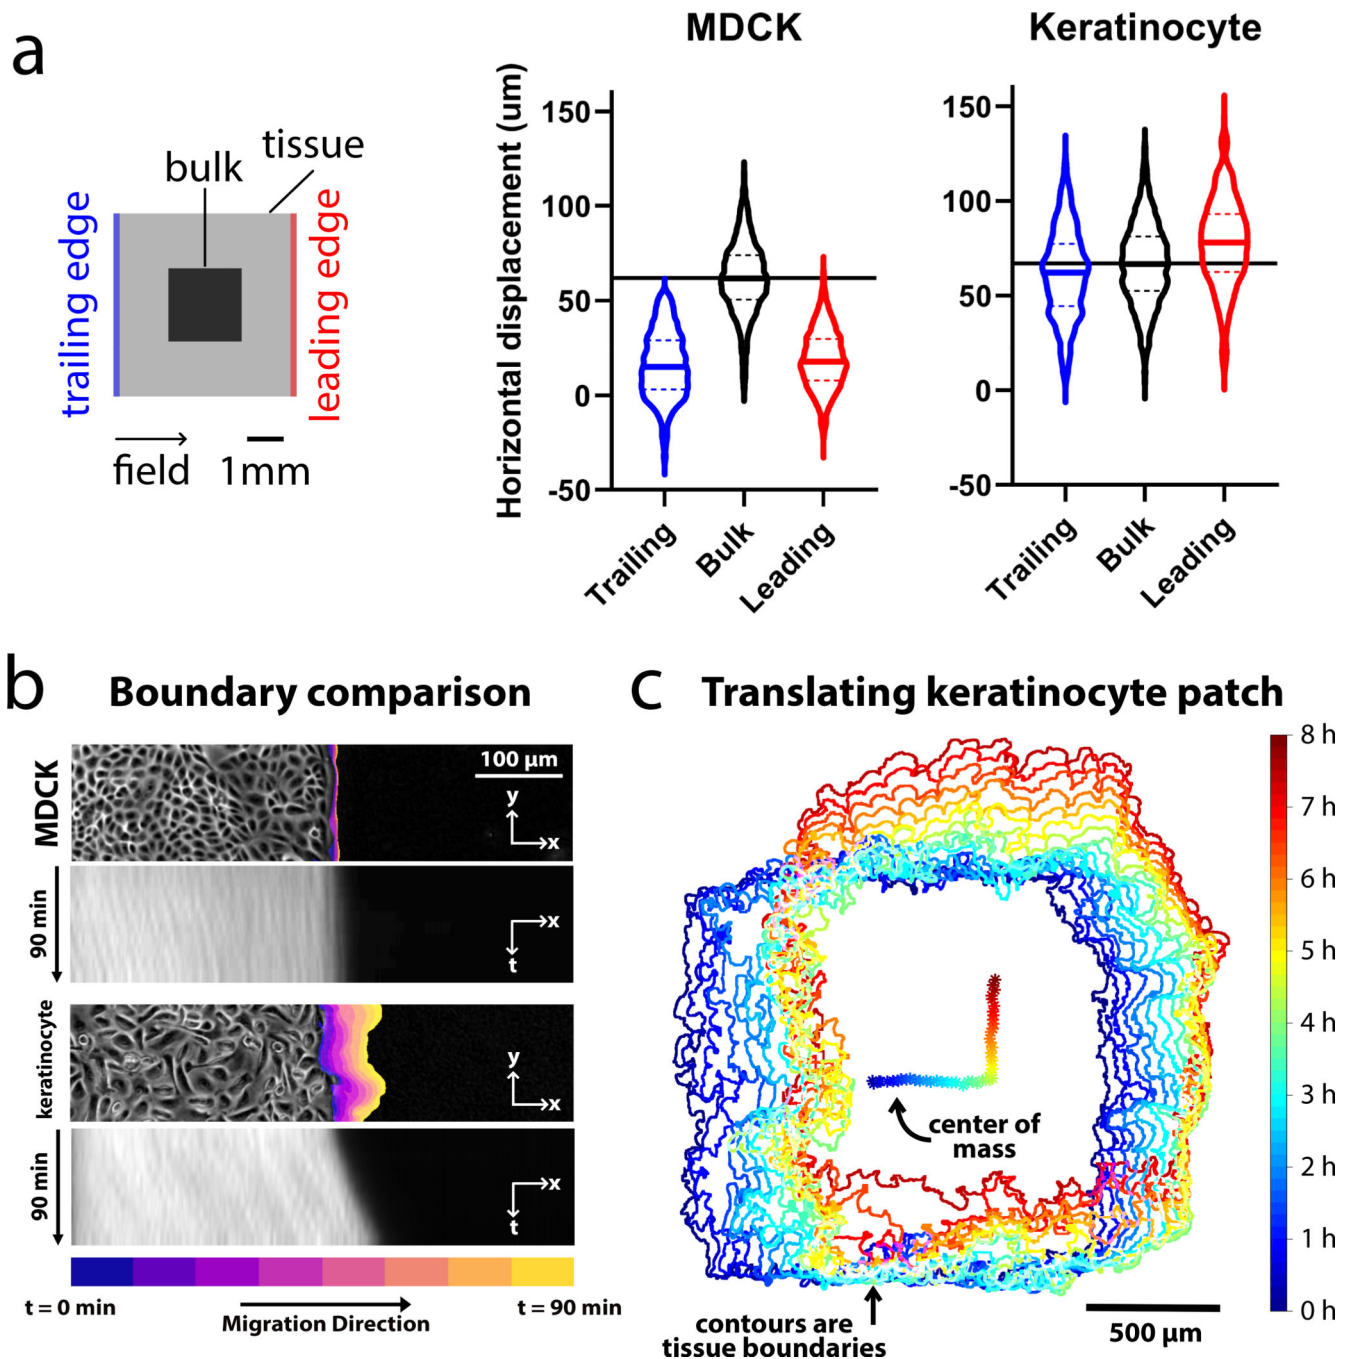 a
MDCK
Keratinocyte
tissue
bulk
trailing edge
leading edge
field
1mm
Horizontal displacement (um)
150
100
50
0
-50
Trailing
Bulk
Leading
150
100
50
0
-50
Trailing
Bulk
Leading
b
Boundary comparison
MDCK
100 μm
y
x
90 min
x
t
keratinocyte
y
x
90 min
x
t
t = 0 min
t = 90 min
Migration Direction
c
Translating keratinocyte patch
center of
mass
contours are
tissue boundaries
500 μm
8 h
7 h
6 h
5 h
4 h
3 h
2 h
1 h
0 h